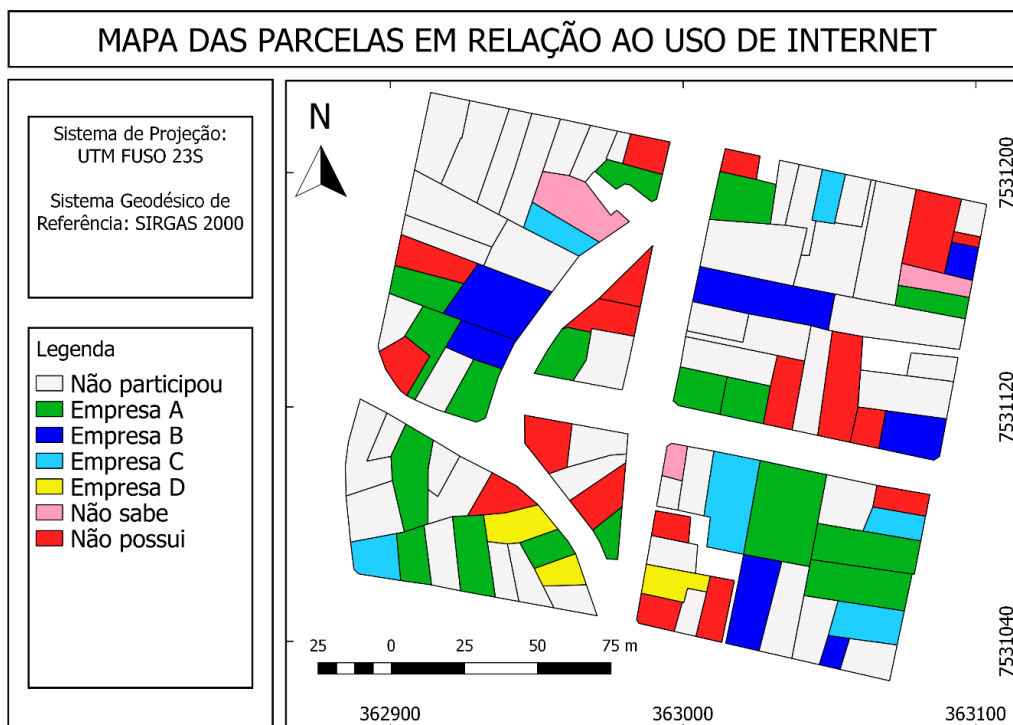 MAPA DAS PARCELAS EM RELAÇÃO AO USO DE INTERNET
Sistema de Projeção:
UTM FUSO 23S
Sistema Geodésico de
Referência: SIRGAS 2000
Legenda
Não participou
Empresa A
Empresa B
Empresa C
Empresa D
Não sabe
Não possui
N
7531200
7531120
7531040
25 0 25 50 75 m
362900 363000 363100